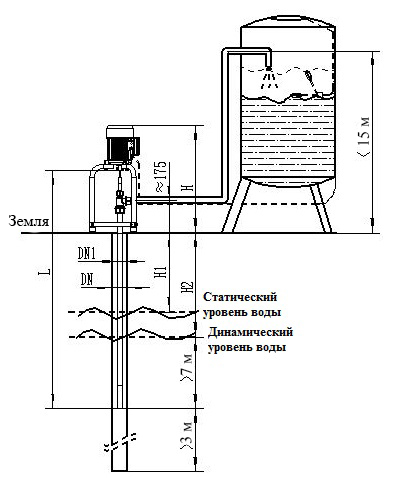 < 15 м
≈175
H
Земля
DN1
DN
L
H1
H2
Статический
уровень воды
Динамический
уровень воды
>7 м
>3 м